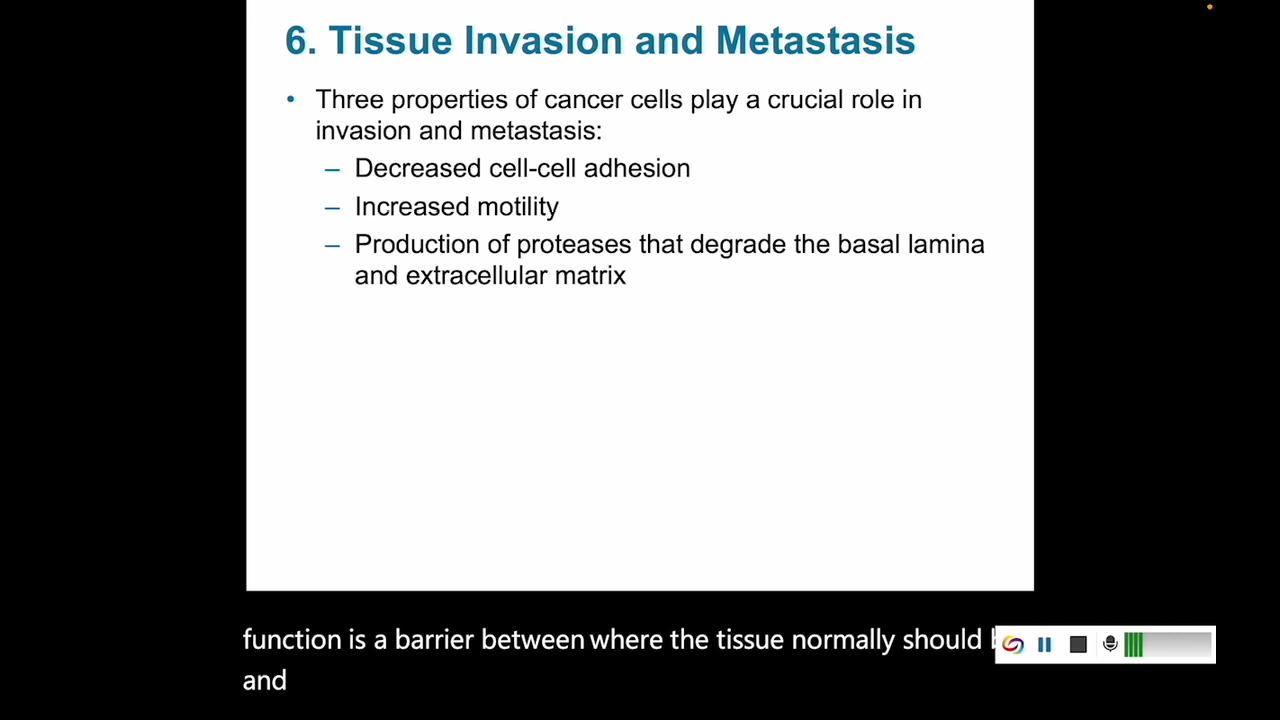 6. Tissue Invasion and Metastasis
• Three properties of cancer cells play a crucial role in
invasion and metastasis:
– Decreased cell-cell adhesion
– Increased motility
– Production of proteases that degrade the basal lamina
and extracellular matrix
function is a barrier between where the tissue normally should
and